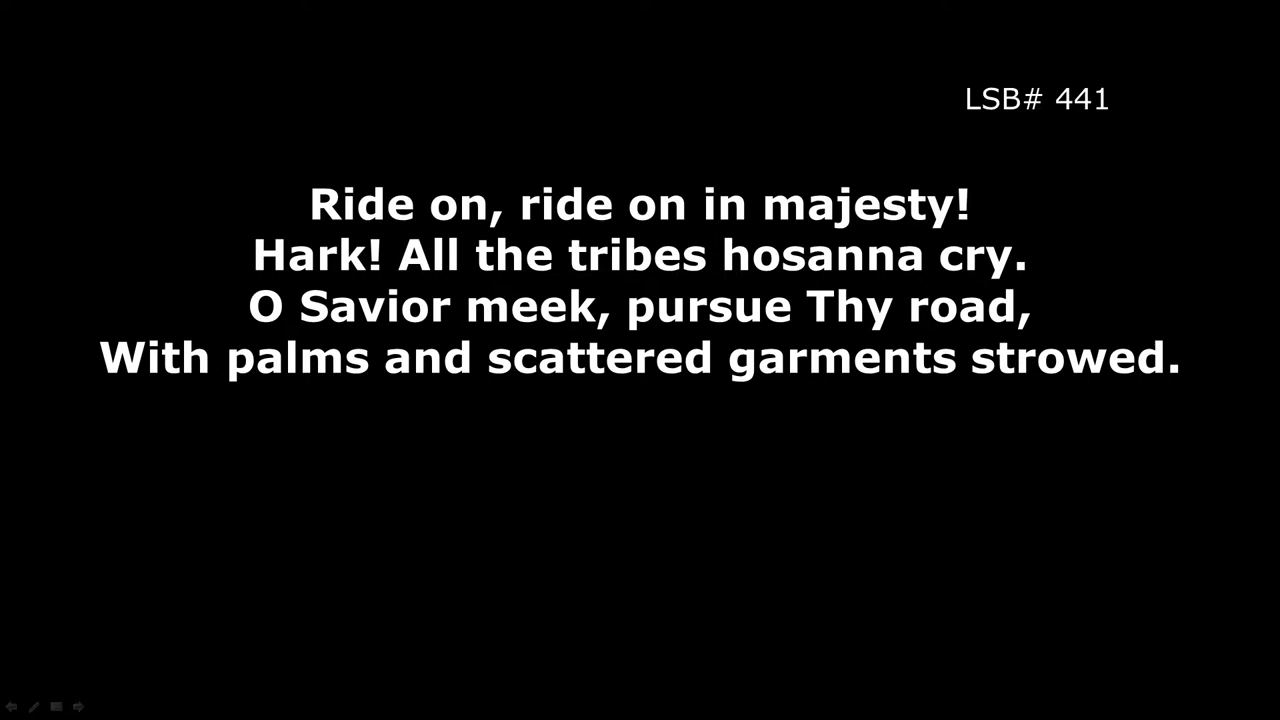 LSB# 441
Ride on, ride on in majesty!
Hark! All the tribes hosanna cry.
O Savior meek, pursue Thy road,
With palms and scattered garments strowed.